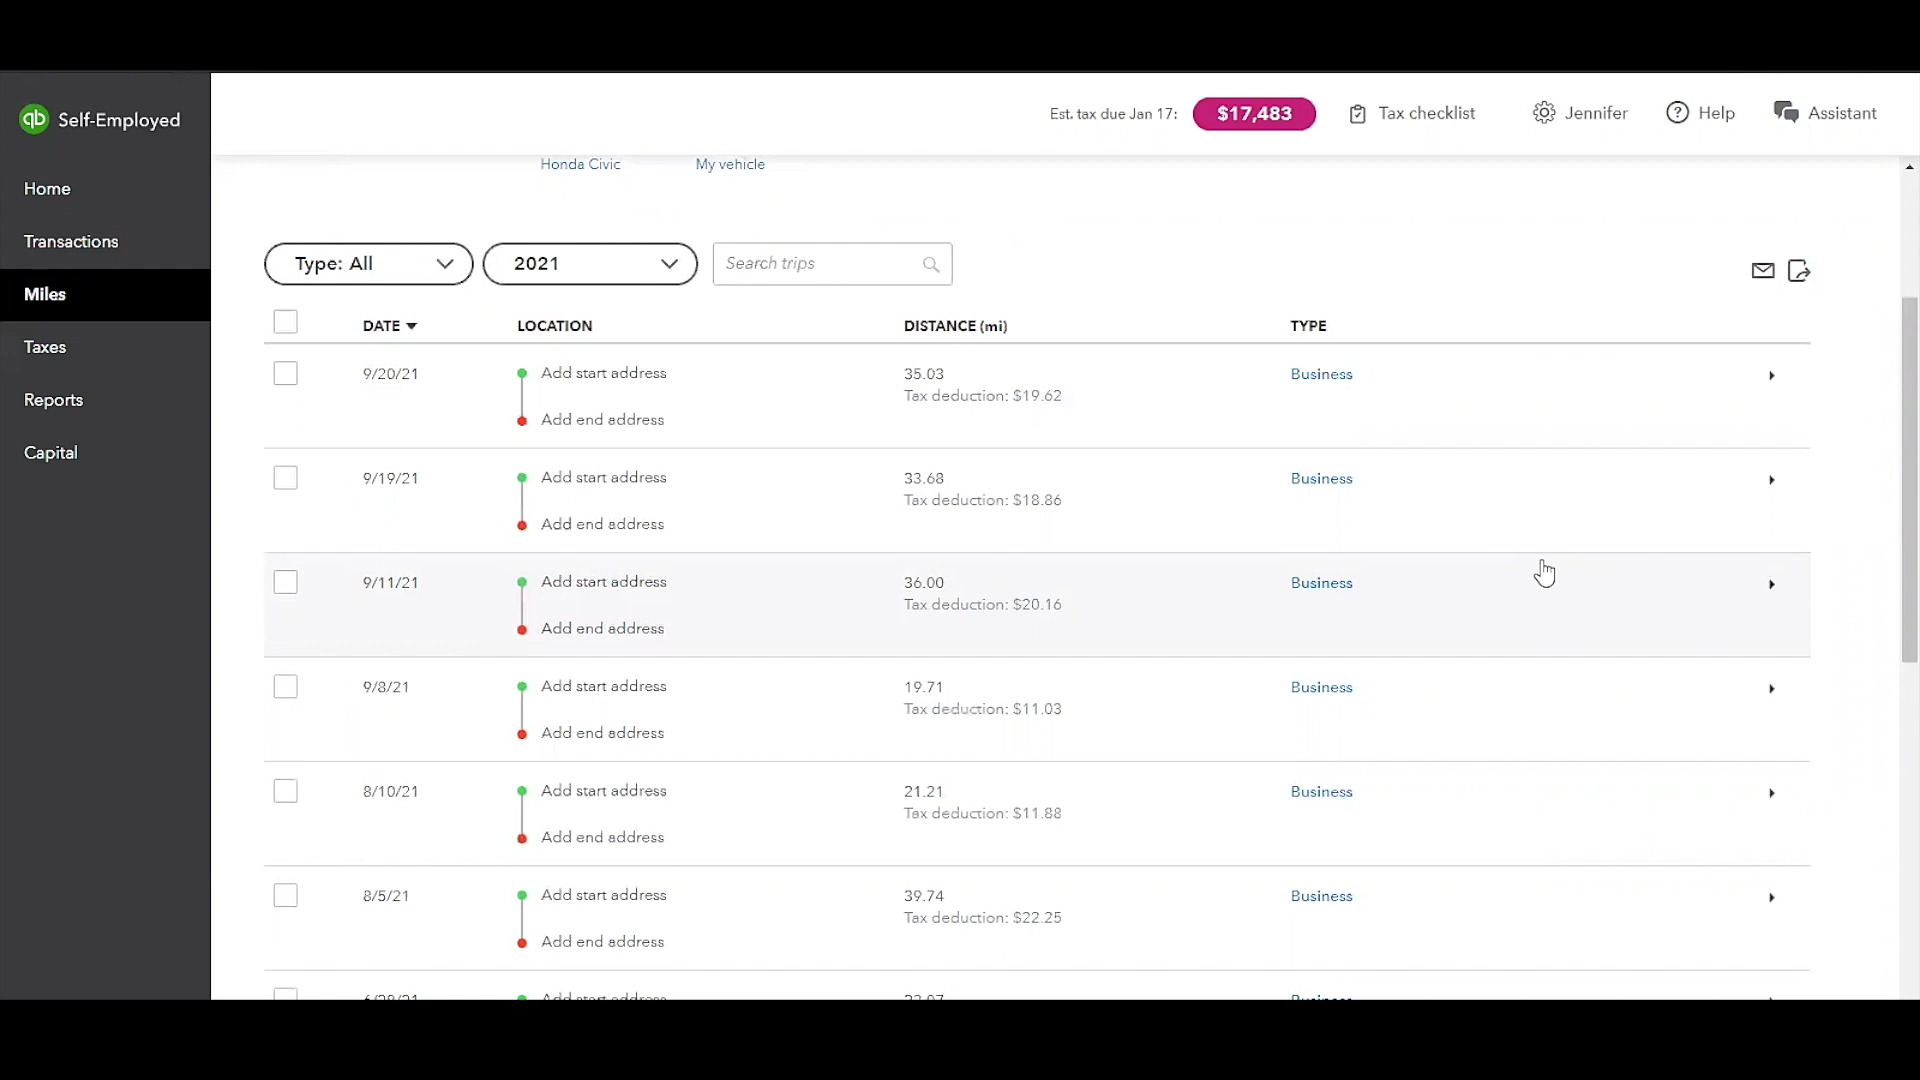 qb Self-Employed
Est. tax due Jan 17: $17,483 Tax checklist Jennifer Help Assistant
Home
Transactions
Miles
Taxes
Reports
Capital
Honda Civic My vehicle
Type: All 2021 Search trips
DATE LOCATION DISTANCE (mi) TYPE
9/20/21 Add start address 35.03 Business
Tax deduction: $19.62
Add end address
9/19/21 Add start address 33.68 Business
Tax deduction: $18.86
Add end address
9/11/21 Add start address 36.00 Business
Tax deduction: $20.16
Add end address
9/8/21 Add start address 19.71 Business
Tax deduction: $11.03
Add end address
8/10/21 Add start address 21.21 Business
Tax deduction: $11.88
Add end address
8/5/21 Add start address 39.74 Business
Tax deduction: $22.25
Add end address
Add start address Business